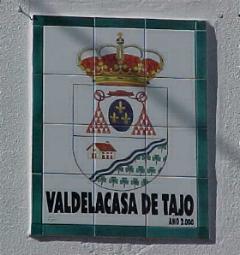 VALDELACASA DE TAJO
AÑO 2.000